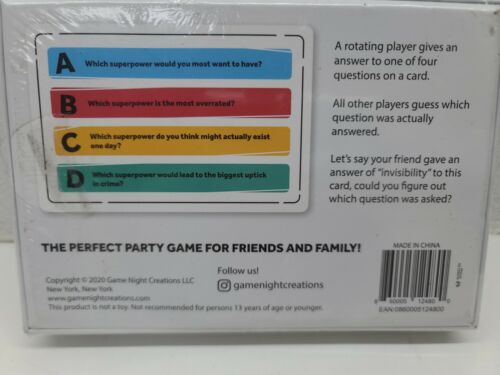 A Which superpower would you most want to have?
B Which superpower is the most overrated?
C Which superpower do you think might actually exist
one day?
D Which superpower would lead to the biggest uptick
in crime?
A rotating player gives an
answer to one of four
questions on a card.
All other players guess which
question was actually
answered.
Let's say your friend gave an
answer of "invisibility" to this
card, could you figure out
which question was asked?
THE PERFECT PARTY GAME FOR FRIENDS AND FAMILY!
Follow us!
gamenightcreations
Copyright © 2020 Game Night Creations LLC
New York, New York
www.gamenightcreations.com
This product is not a toy. Not recommended for persons 13 years of age or younger.
MADE IN CHINA
8 60005 12480 0
EAN:0860005124800